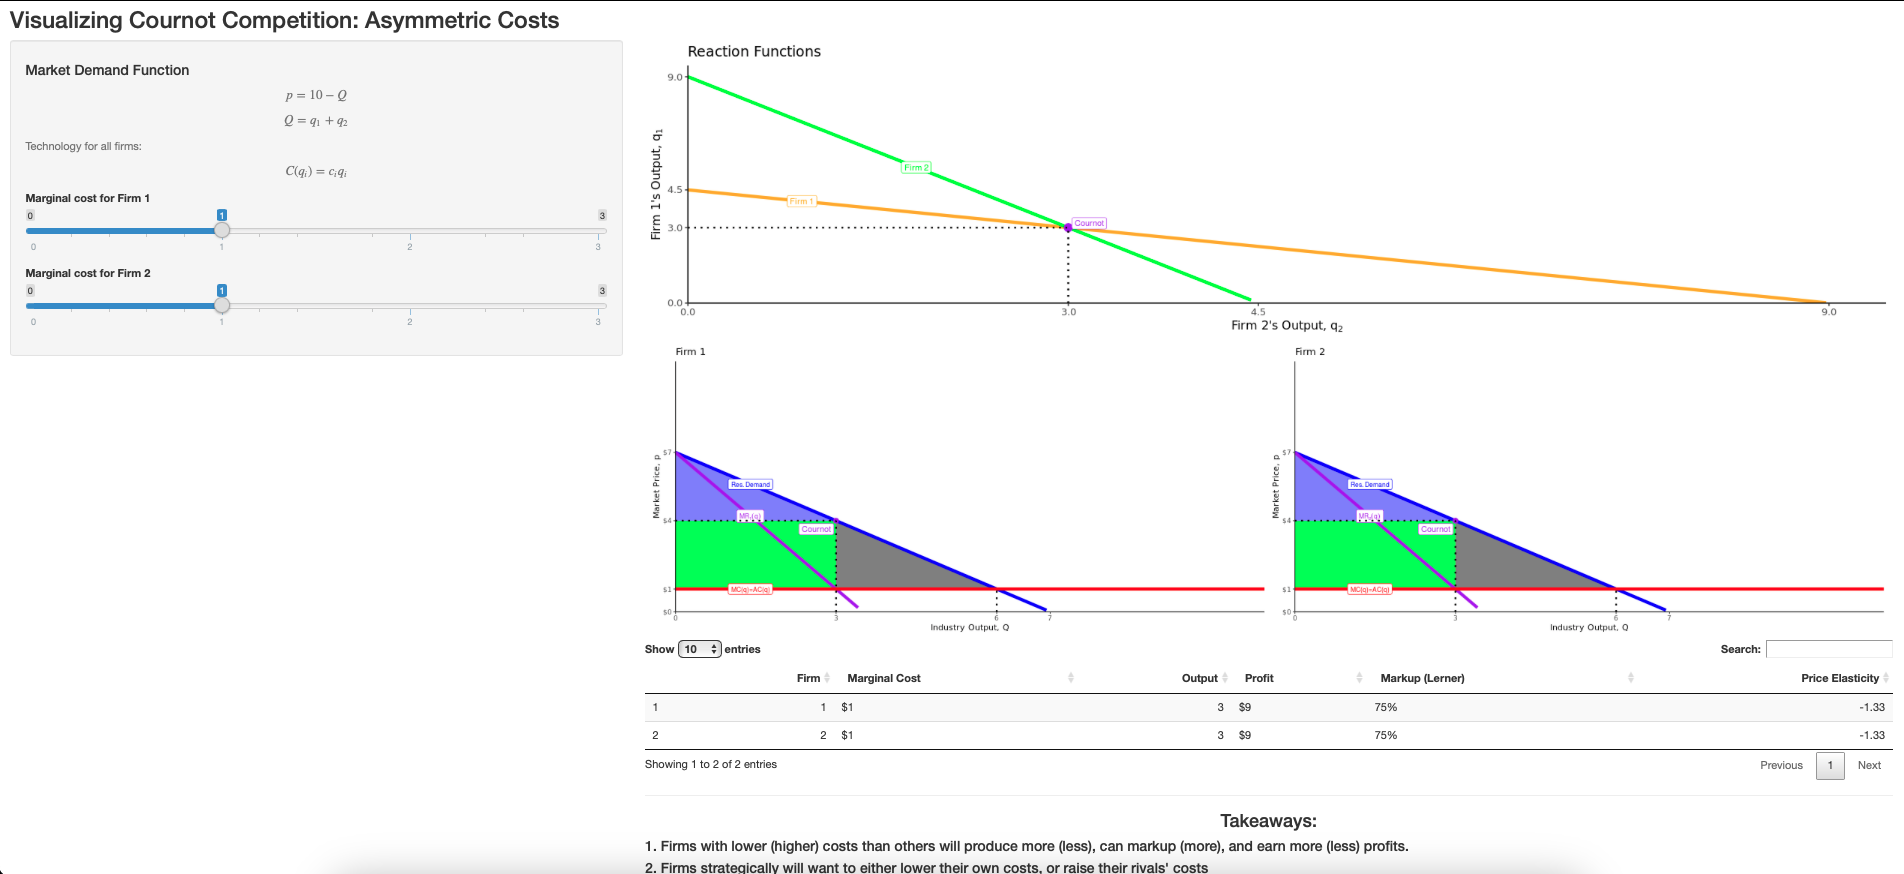 Visualizing Cournot Competition: Asymmetric Costs
Market Demand Function
p = 10 − Q
Q = q₁ + q₂
Technology for all firms:
C(qᵢ) = cᵢqᵢ
Marginal cost for Firm 1
0 1 3
0 1 2 3
Marginal cost for Firm 2
0 1 3
0 1 2 3
Reaction Functions
Firm 1's Output, q₁
9.0
4.5
3.0
0.0
Firm 2
Firm 1
Cournot
0.0 3.0 4.5 9.0
Firm 2's Output, q₂
Firm 1
Market Price, p
$7
$4
$1
$0
Res. Demand
MR₁(q)
Cournot
MC(q)=AC(q)
0 3 6 7
Industry Output, Q
Firm 2
Market Price, p
$7
$4
$1
$0
Res. Demand
Cournot
MC(q)=AC(q)
0 3 6 7
Industry Output, Q
Show 10 entries
Search:
Firm Marginal Cost Output Profit Markup (Lerner) Price Elasticity
1 1 $1 3 $9 75% -1.33
2 2 $1 3 $9 75% -1.33
Showing 1 to 2 of 2 entries
Previous 1 Next
Takeaways:
1. Firms with lower (higher) costs than others will produce more (less), can markup (more), and earn more (less) profits.
2. Firms strategically will want to either lower their own costs, or raise their rivals' costs